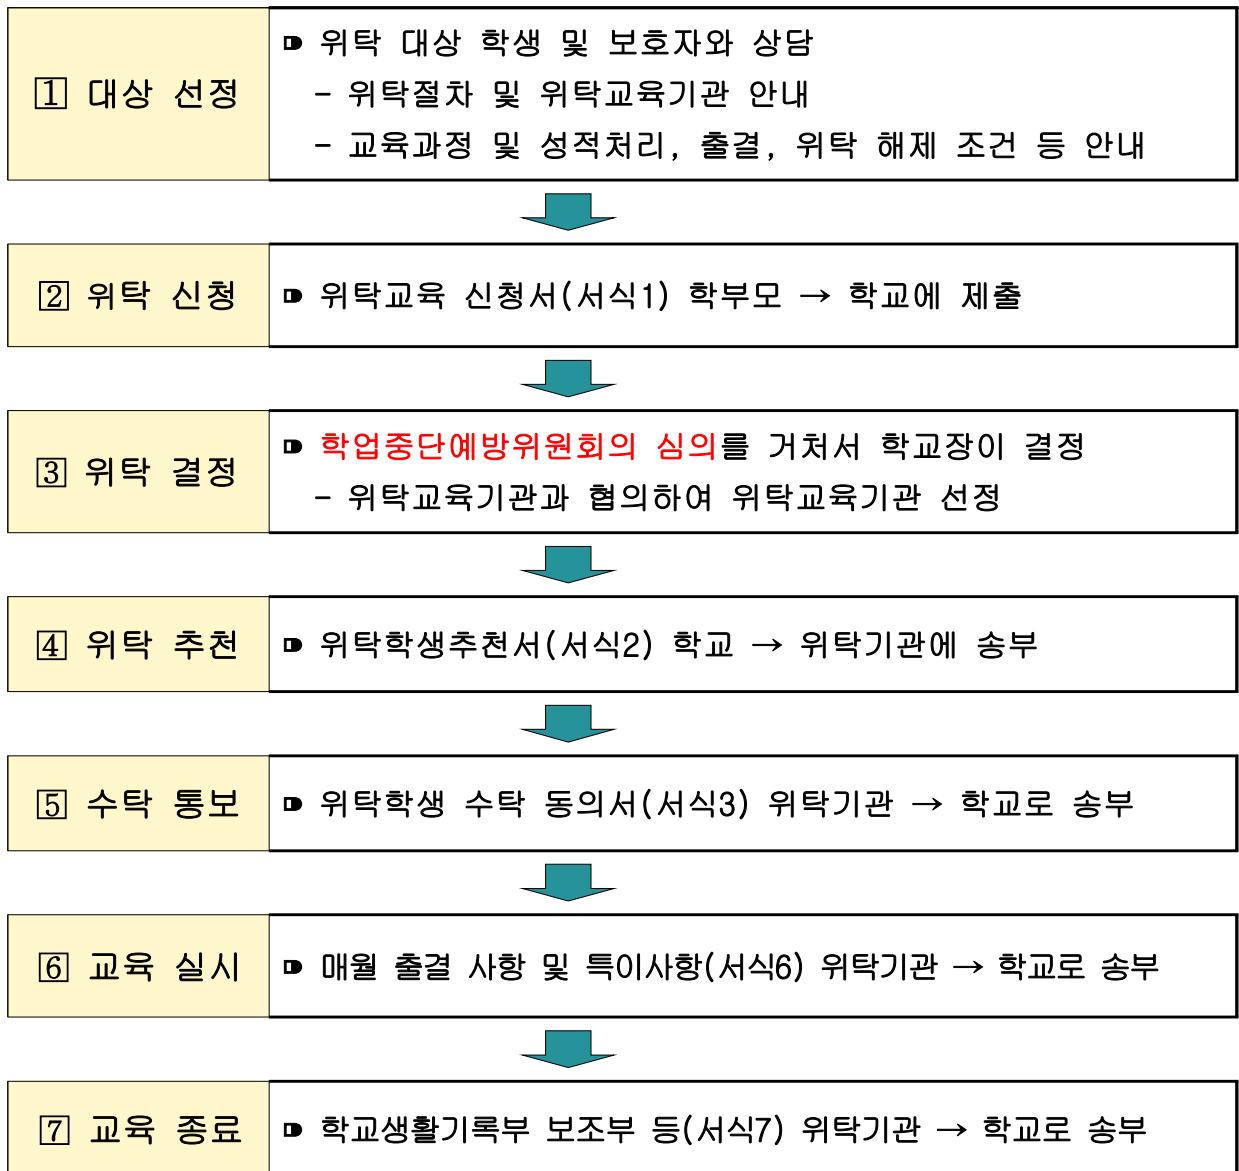 1 대상 선정
▣ 위탁 대상 학생 및 보호자와 상담
- 위탁절차 및 위탁교육기관 안내
- 교육과정 및 성적처리, 출결, 위탁 해제 조건 등 안내
2 위탁 신청
▣ 위탁교육 신청서(서식1) 학부모 → 학교에 제출
3 위탁 결정
▣ 학업중단예방위원회의 심의를 거처서 학교장이 결정
- 위탁교육기관과 협의하여 위탁교육기관 선정
4 위탁 추천
▣ 위탁학생추천서(서식2) 학교 → 위탁기관에 송부
5 수탁 통보
▣ 위탁학생 수탁 동의서(서식3) 위탁기관 → 학교로 송부
6 교육 실시
▣ 매월 출결 사항 및 특이사항(서식6) 위탁기관 → 학교로 송부
7 교육 종료
▣ 학교생활기록부 보조부 등(서식7) 위탁기관 → 학교로 송부